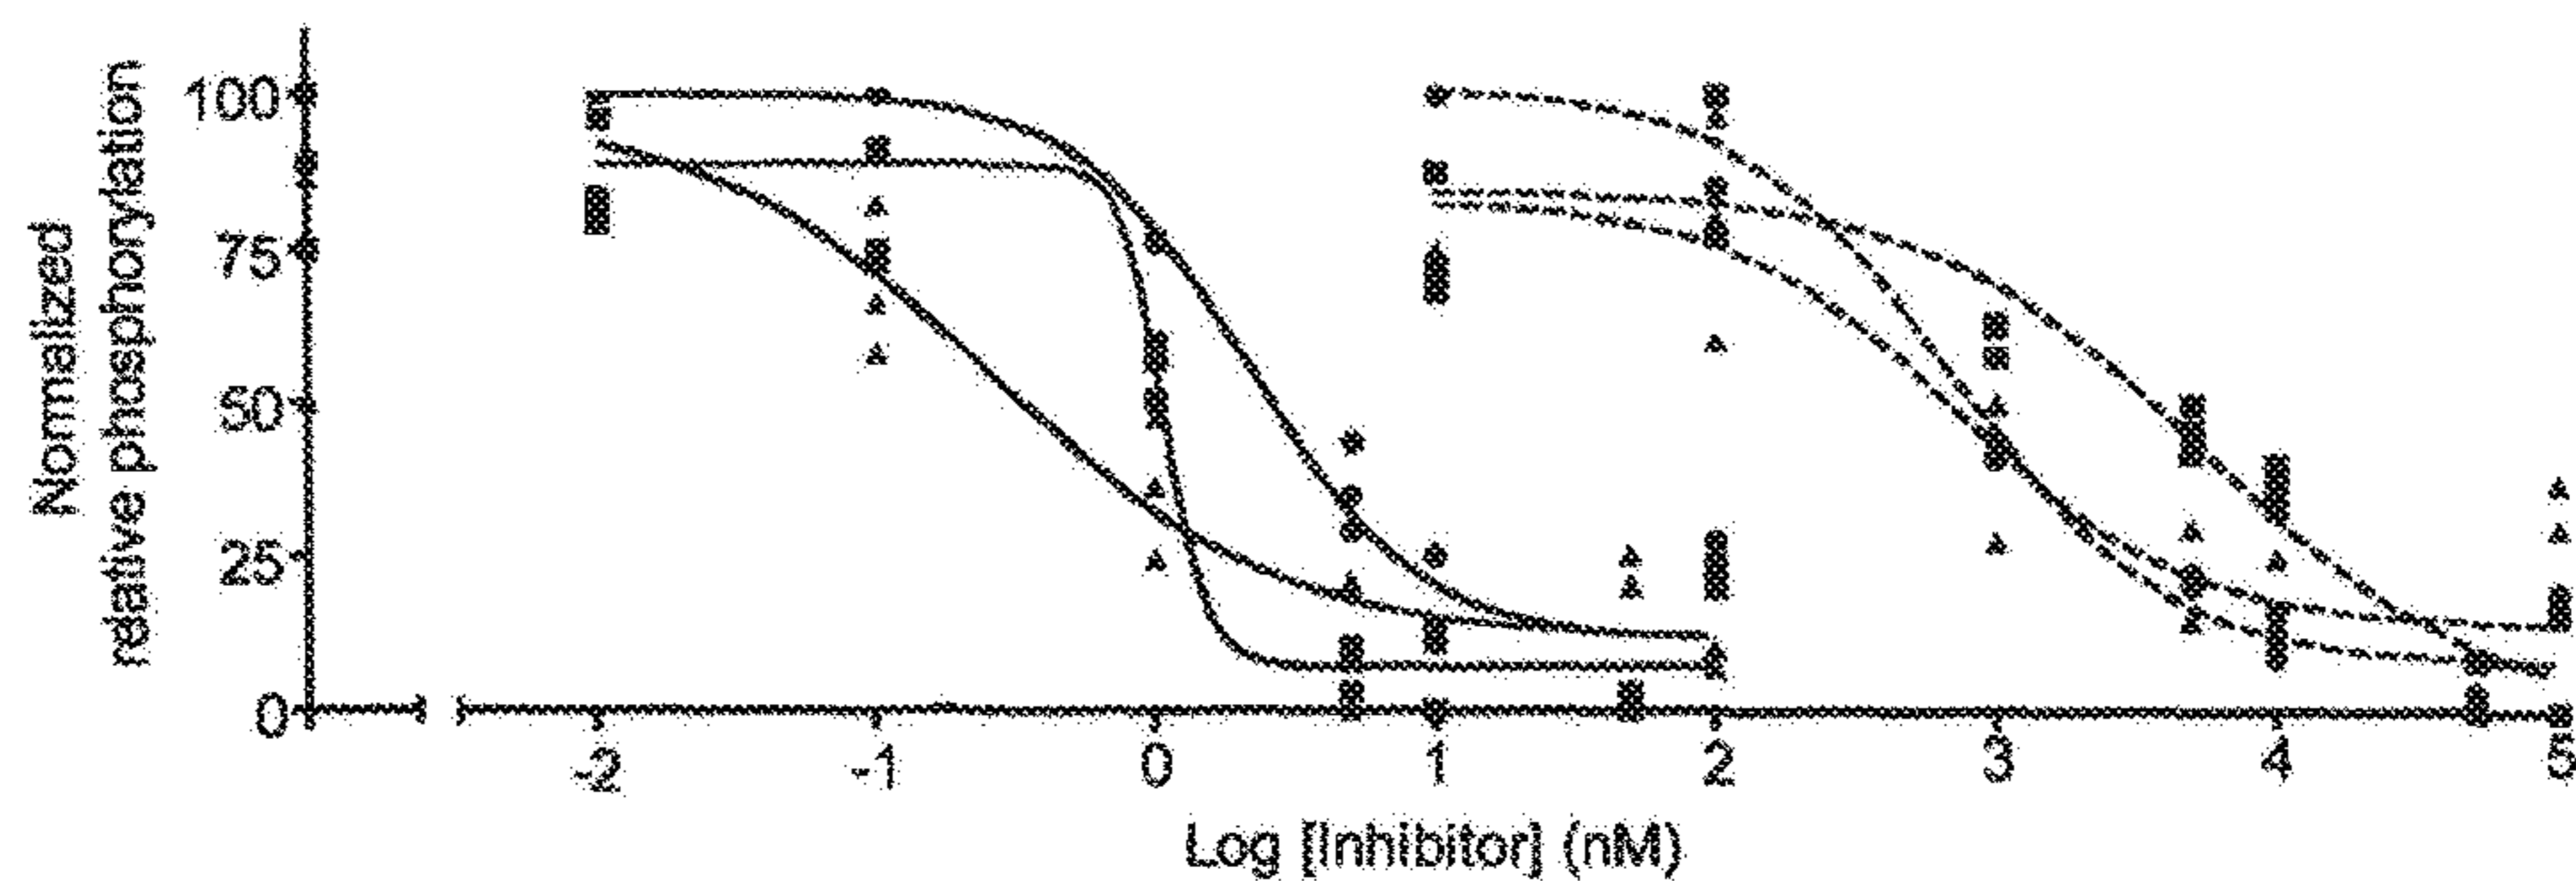 Normalized
relative phosphorylation
100
75
50
25
0
-2 -1 0 1 2 3 4 5
Log [Inhibitor] (nM)